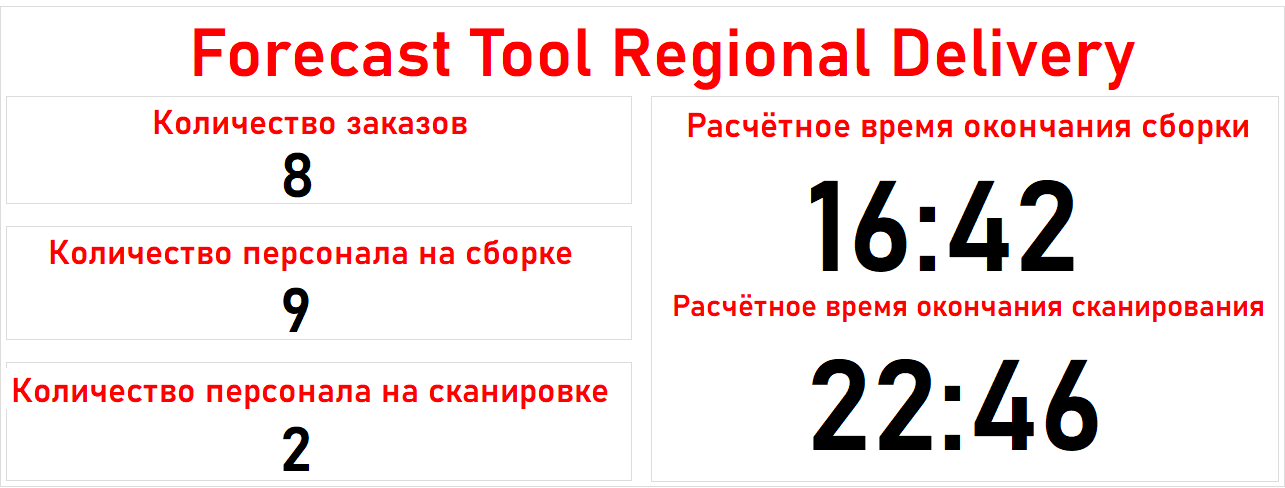 Forecast Tool Regional Delivery
Количество заказов
8
Количество персонала на сборке
9
Количество персонала на сканировке
2
Расчётное время окончания сборки
16:42
Расчётное время окончания сканирования
22:46